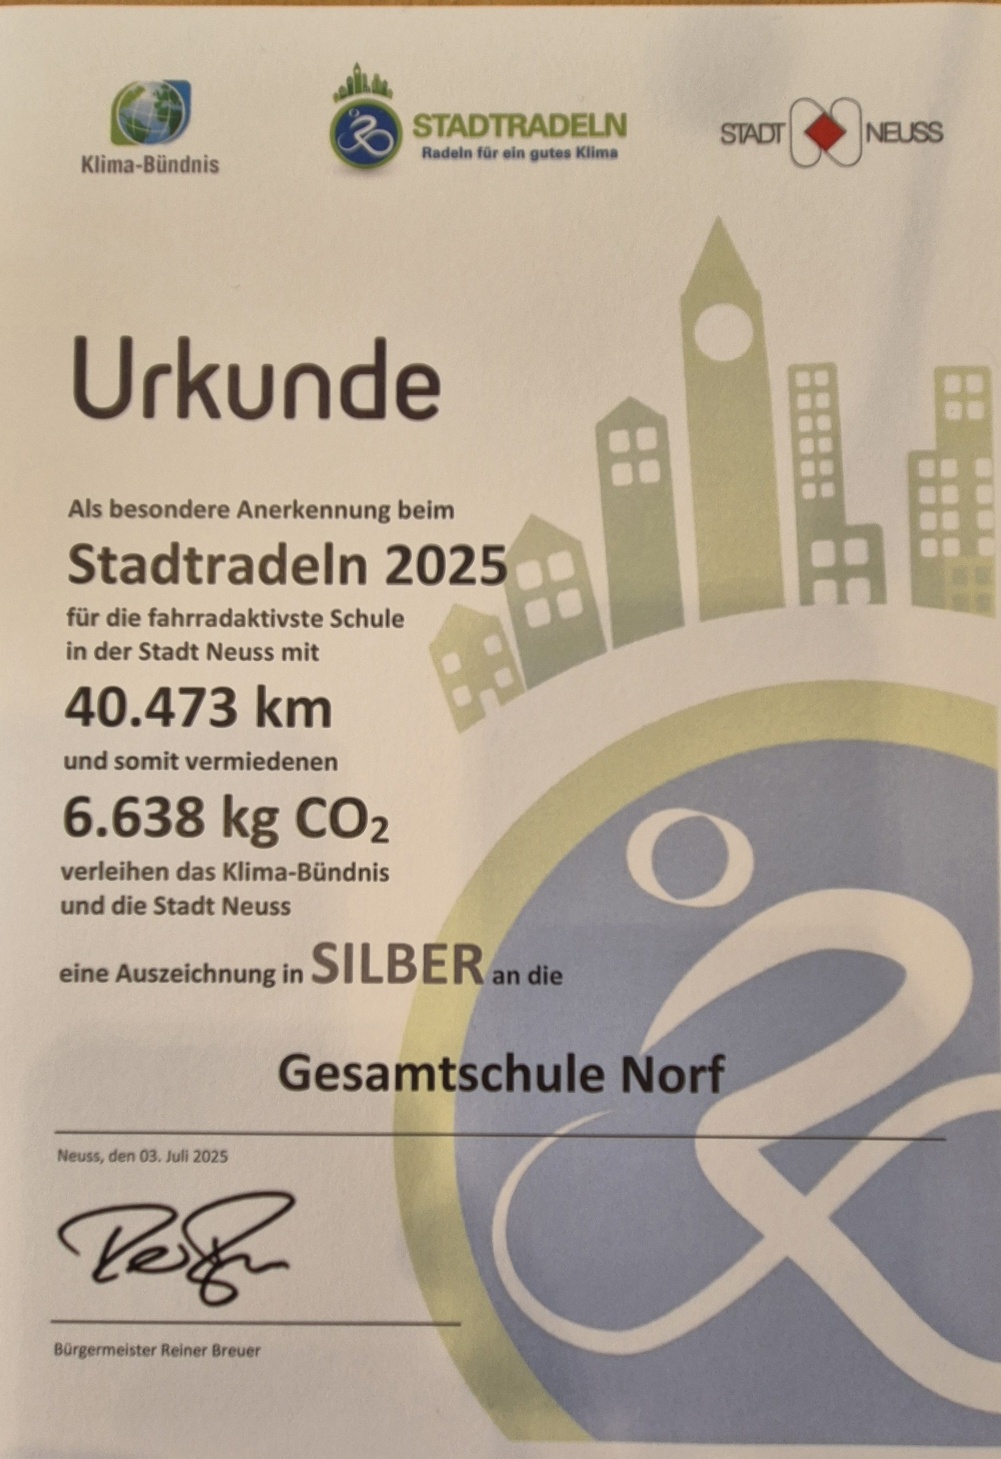 Klima-Bündnis
STADTRADELN
Radeln für ein gutes Klima
STADT NEUSS
Urkunde
Als besondere Anerkennung beim
Stadtradeln 2025
für die fahrradaktivste Schule
in der Stadt Neuss mit
40.473 km
und somit vermiedenen
6.638 kg CO₂
verleihen das Klima-Bündnis
und die Stadt Neuss
eine Auszeichnung in SILBER an die
Gesamtschule Norf
Neuss, den 03. Juli 2025
Bürgermeister Reiner Breuer